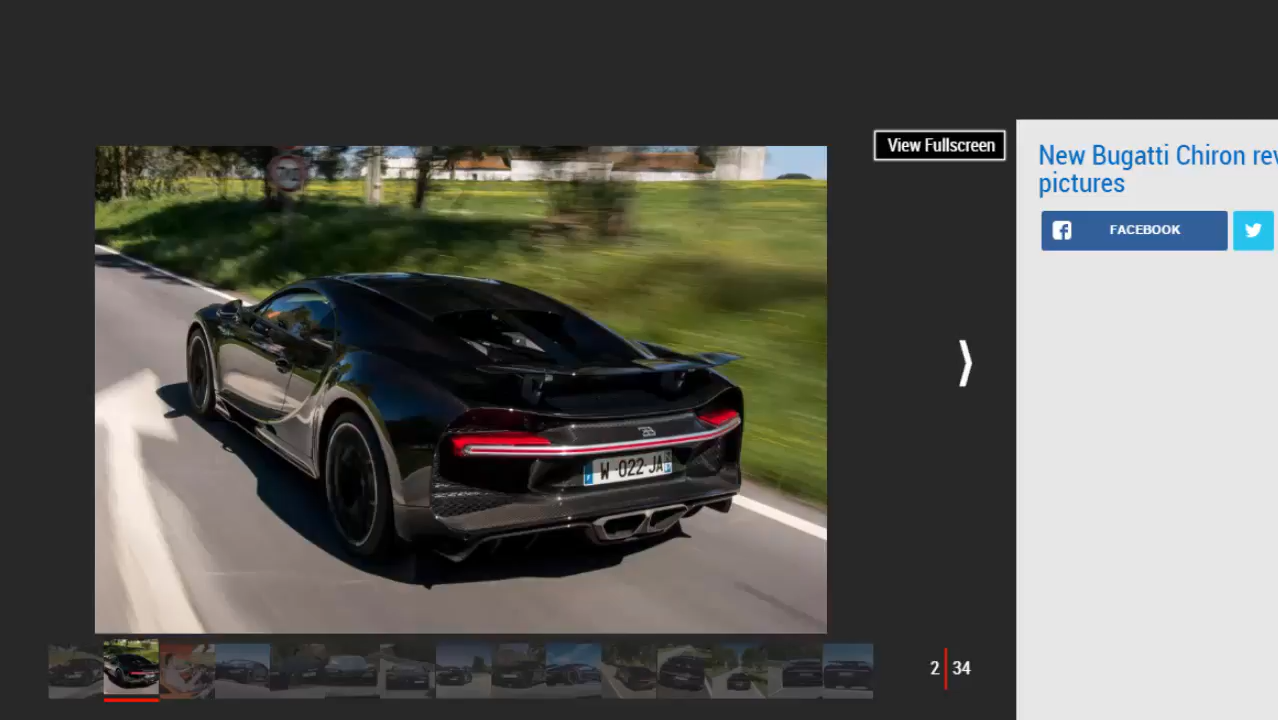 View Fullscreen
New Bugatti Chiron rev
pictures
FACEBOOK
W-022-JA
2
34